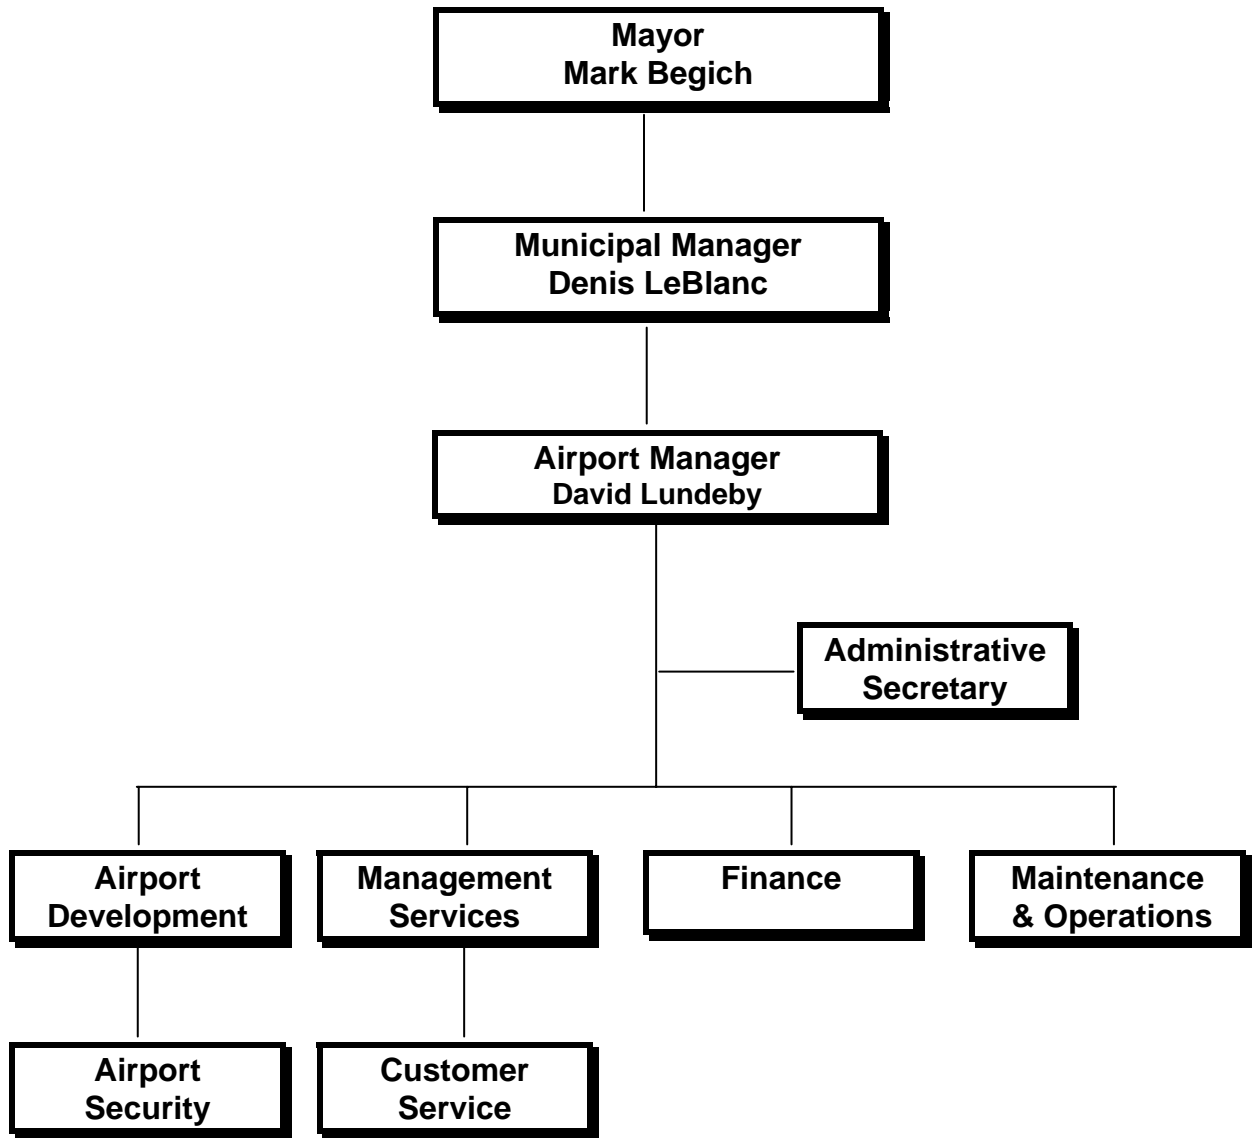 Mayor
Mark Begich
Municipal Manager
Denis LeBlanc
Airport Manager
David Lundeby
Administrative
Secretary
Airport
Development
Management
Services
Finance
Maintenance
& Operations
Airport
Security
Customer
Service